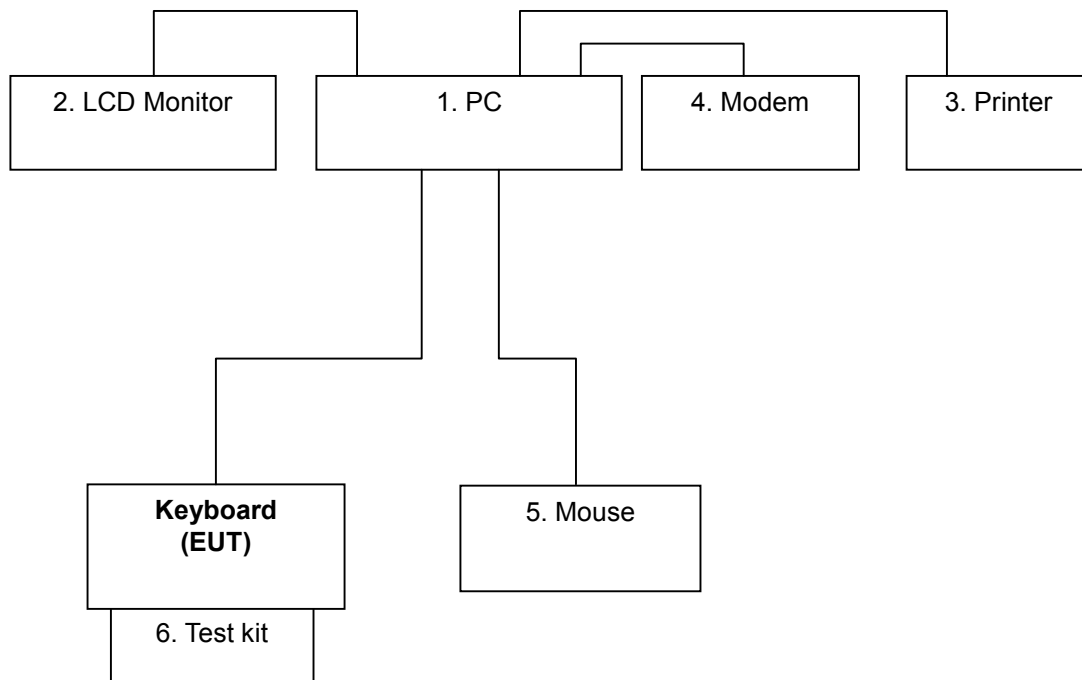 2. LCD Monitor
1. PC
4. Modem
3. Printer
Keyboard
(EUT)
5. Mouse
6. Test kit